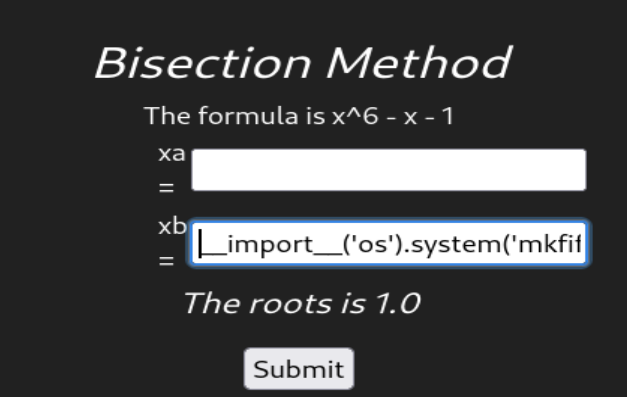 Bisection Method
The formula is x^6 - x - 1
xa
=
xb
=
__import__('os').system('mkfif
The roots is 1.0
Submit